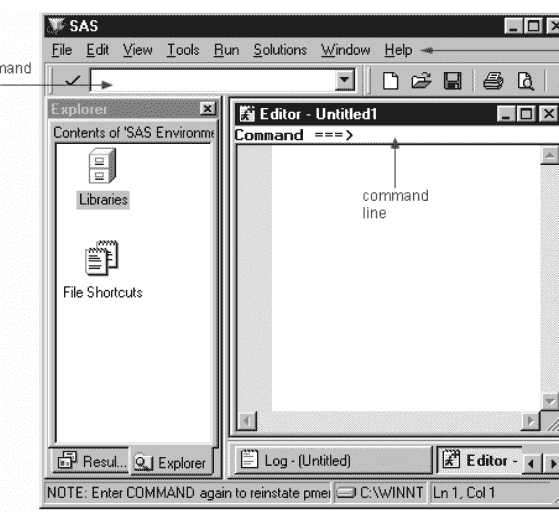 SAS
File Edit View Tools Run Solutions Window Help
Explorer
Contents of 'SAS Environme
Libraries
File Shortcuts
Editor - Untitled1
Command ===>
command
line
Resul... Explorer
Log - (Untitled) Editor -
NOTE: Enter COMMAND again to reinstate pme C:\WINNT Ln 1, Col 1